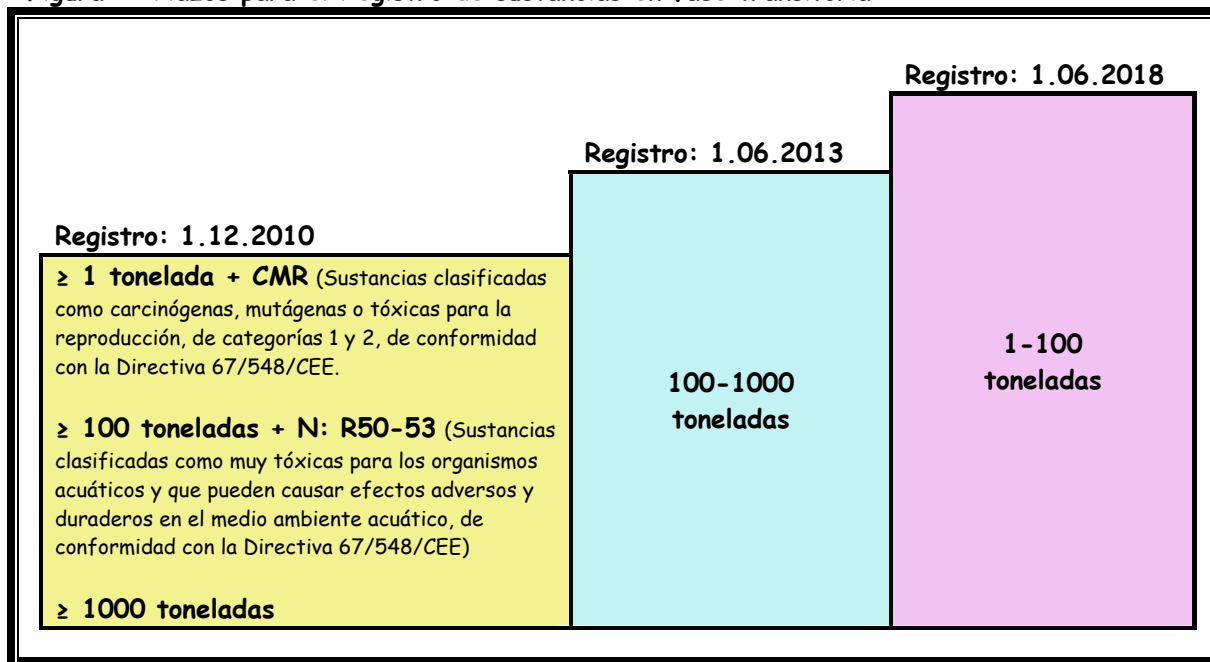 Registro: 1.06.2018
Registro: 1.06.2013
Registro: 1.12.2010
≥ 1 tonelada + CMR (Sustancias clasificadas
como carcinógenas, mutágenas o tóxicas para la
reproducción, de categorías 1 y 2, de conformidad
con la Directiva 67/548/CEE.
≥ 100 toneladas + N: R50-53 (Sustancias
clasificadas como muy tóxicas para los organismos
acuáticos y que pueden causar efectos adversos y
duraderos en el medio ambiente acuático, de
conformidad con la Directiva 67/548/CEE)
≥ 1000 toneladas
100-1000
toneladas
1-100
toneladas